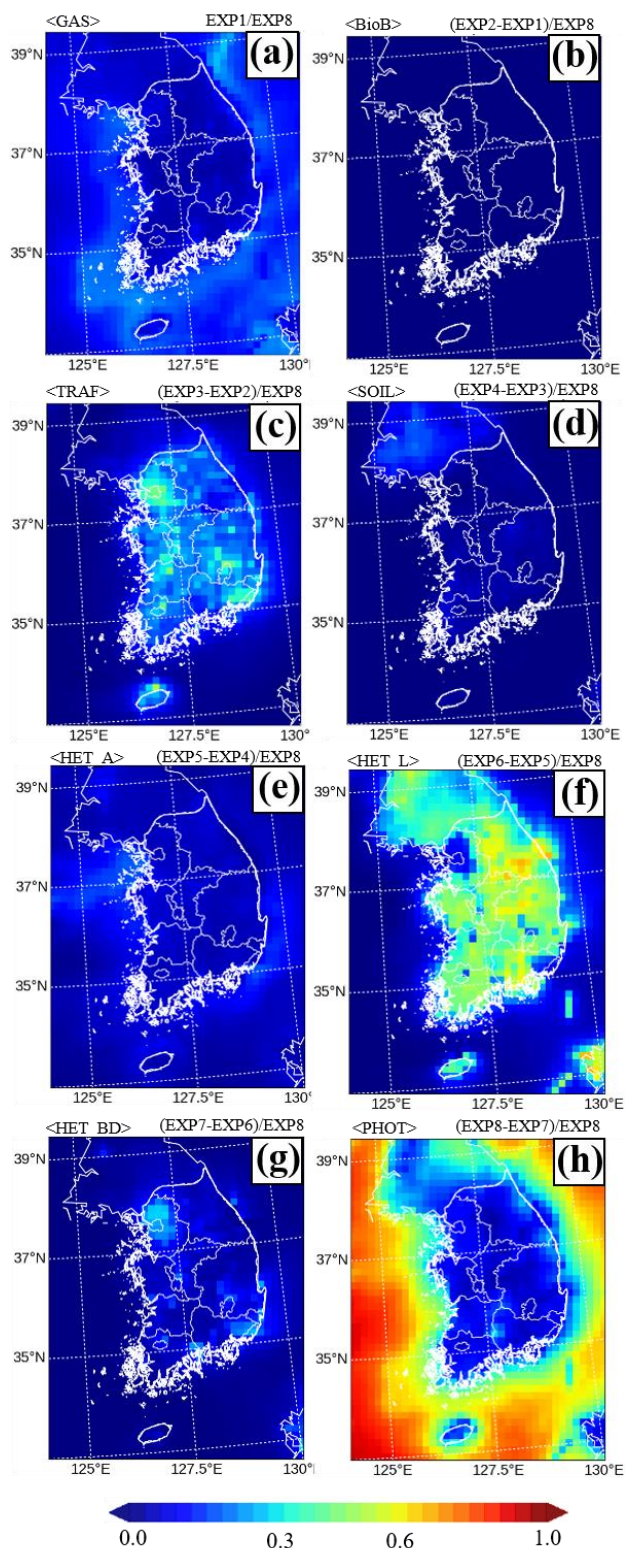 <GAS> EXP1/EXP8
(a)
39°N
37°N
35°N
125°E 127.5°E 130°E
<BioB> (EXP2-EXP1)/EXP8
(b)
39°N
37°N
35°N
125°E 127.5°E 130°E
<TRAF> (EXP3-EXP2)/EXP8
(c)
39°N
37°N
35°N
125°E 127.5°E 130°E
<SOIL> (EXP4-EXP3)/EXP8
(d)
39°N
37°N
35°N
125°E 127.5°E 130°E
<HET A> (EXP5-EXP4)/EXP8
(e)
39°N
37°N
35°N
125°E 127.5°E 130°E
<HET L> (EXP6-EXP5)/EXP8
(f)
39°N
37°N
35°N
125°E 127.5°E 130°E
<HET BD> (EXP7-EXP6)/EXP8
(g)
39°N
37°N
35°N
125°E 127.5°E 130°E
<PHOT> (EXP8-EXP7)/EXP8
(h)
39°N
37°N
35°N
125°E 127.5°E 130°E
0.0 0.3 0.6 1.0